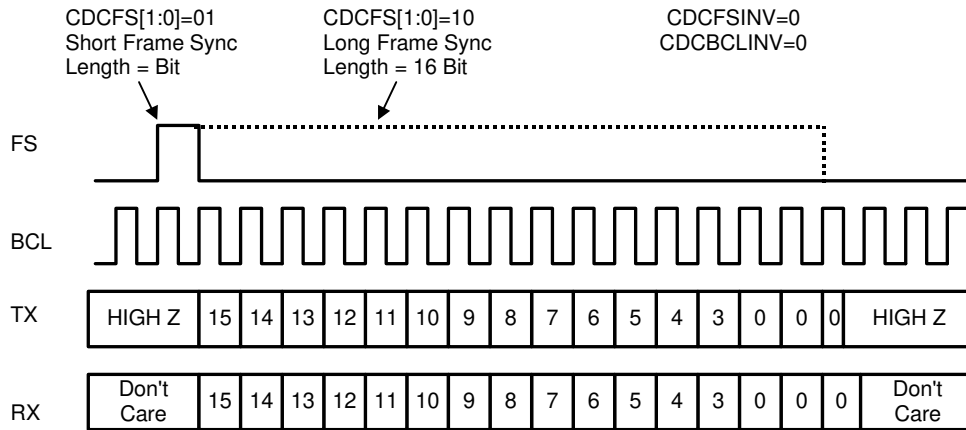 CDCFS[1:0]=01
Short Frame Sync
Length = Bit
CDCFS[1:0]=10
Long Frame Sync
Length = 16 Bit
CDCFSINV=0
CDCBCLINV=0
FS
BCL
TX HIGH Z 15 14 13 12 11 10 9 8 7 6 5 4 3 0 0 0 HIGH Z
RX Don't Care 15 14 13 12 11 10 9 8 7 6 5 4 3 0 0 0 Don't Care